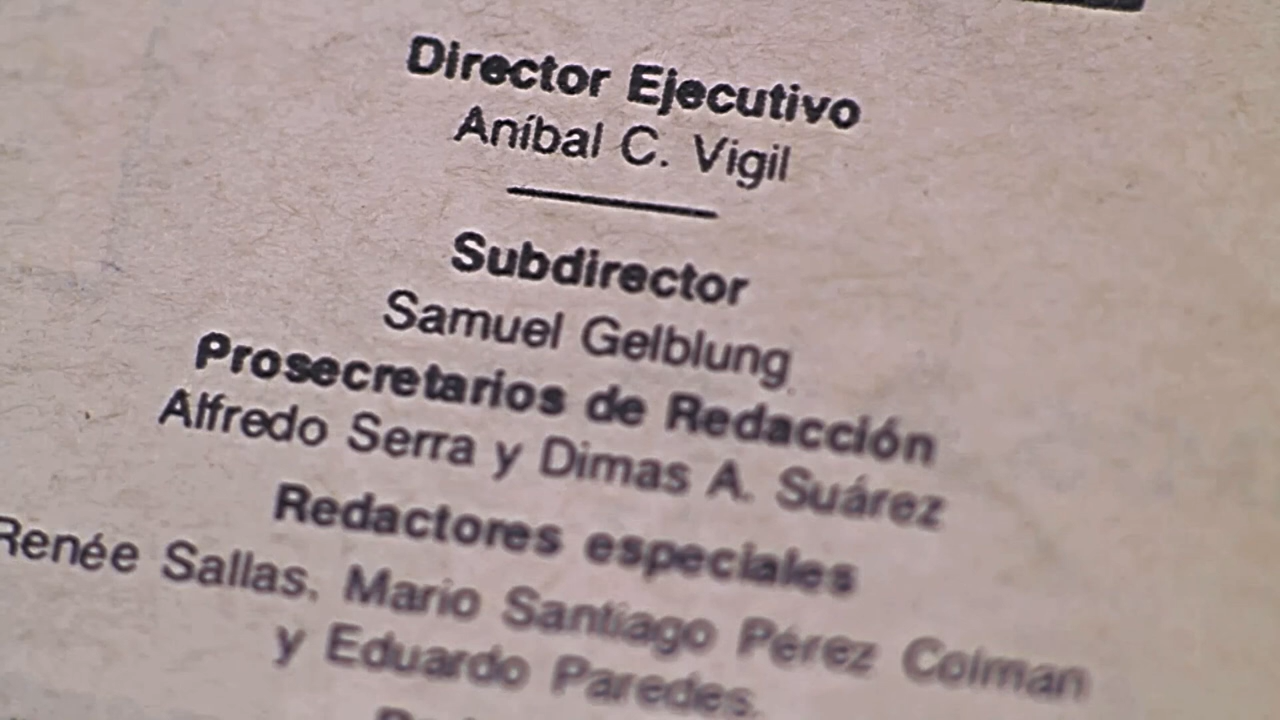 Director Ejecutivo
Aníbal C. Vigil
Subdirector
Samuel Gelblung
Prosecretarios de Redacción
Alfredo Serra y Dimas A. Suárez
Redactores especiales
Renée Sallas, Mario Santiago Pérez Colman
y Eduardo Paredes.